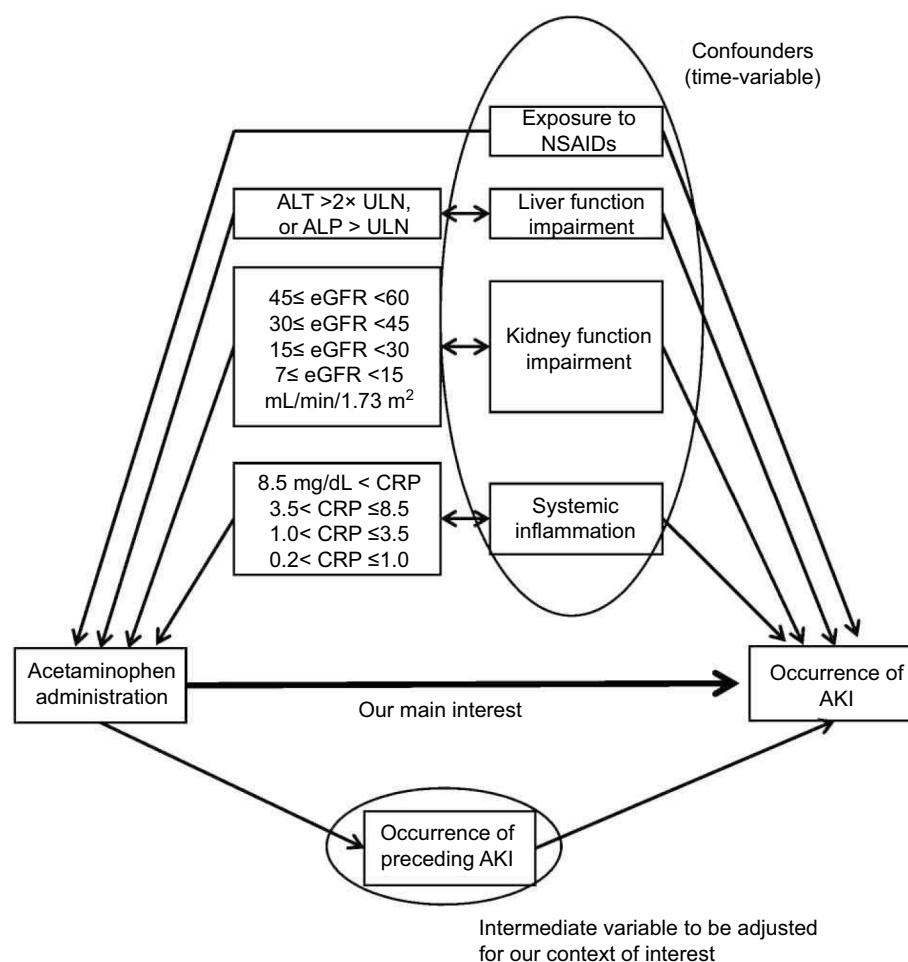 Confounders
(time-variable)
Exposure to
NSAIDs
ALT >2× ULN,
or ALP > ULN
Liver function
impairment
45≤ eGFR <60
30≤ eGFR <45
15≤ eGFR <30
7≤ eGFR <15
mL/min/1.73 m²
Kidney function
impairment
8.5 mg/dL < CRP
3.5< CRP ≤8.5
1.0< CRP ≤3.5
0.2< CRP ≤1.0
Systemic
inflammation
Acetaminophen
administration
Our main interest
Occurrence of
AKI
Occurrence of
preceding AKI
Intermediate variable to be adjusted
for our context of interest